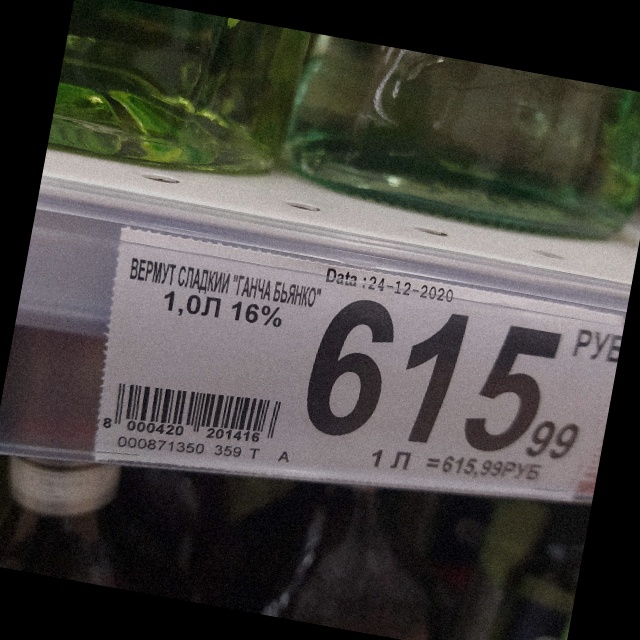 ВЕРМУТ СЛАДКИЙ "ГАНЧА БЬЯНКО"
1,0Л 16%
Data :24-12-2020
615 99 РУБ
8 000420 201416
000871350 359 Т А
1 Л =615,99РУБ